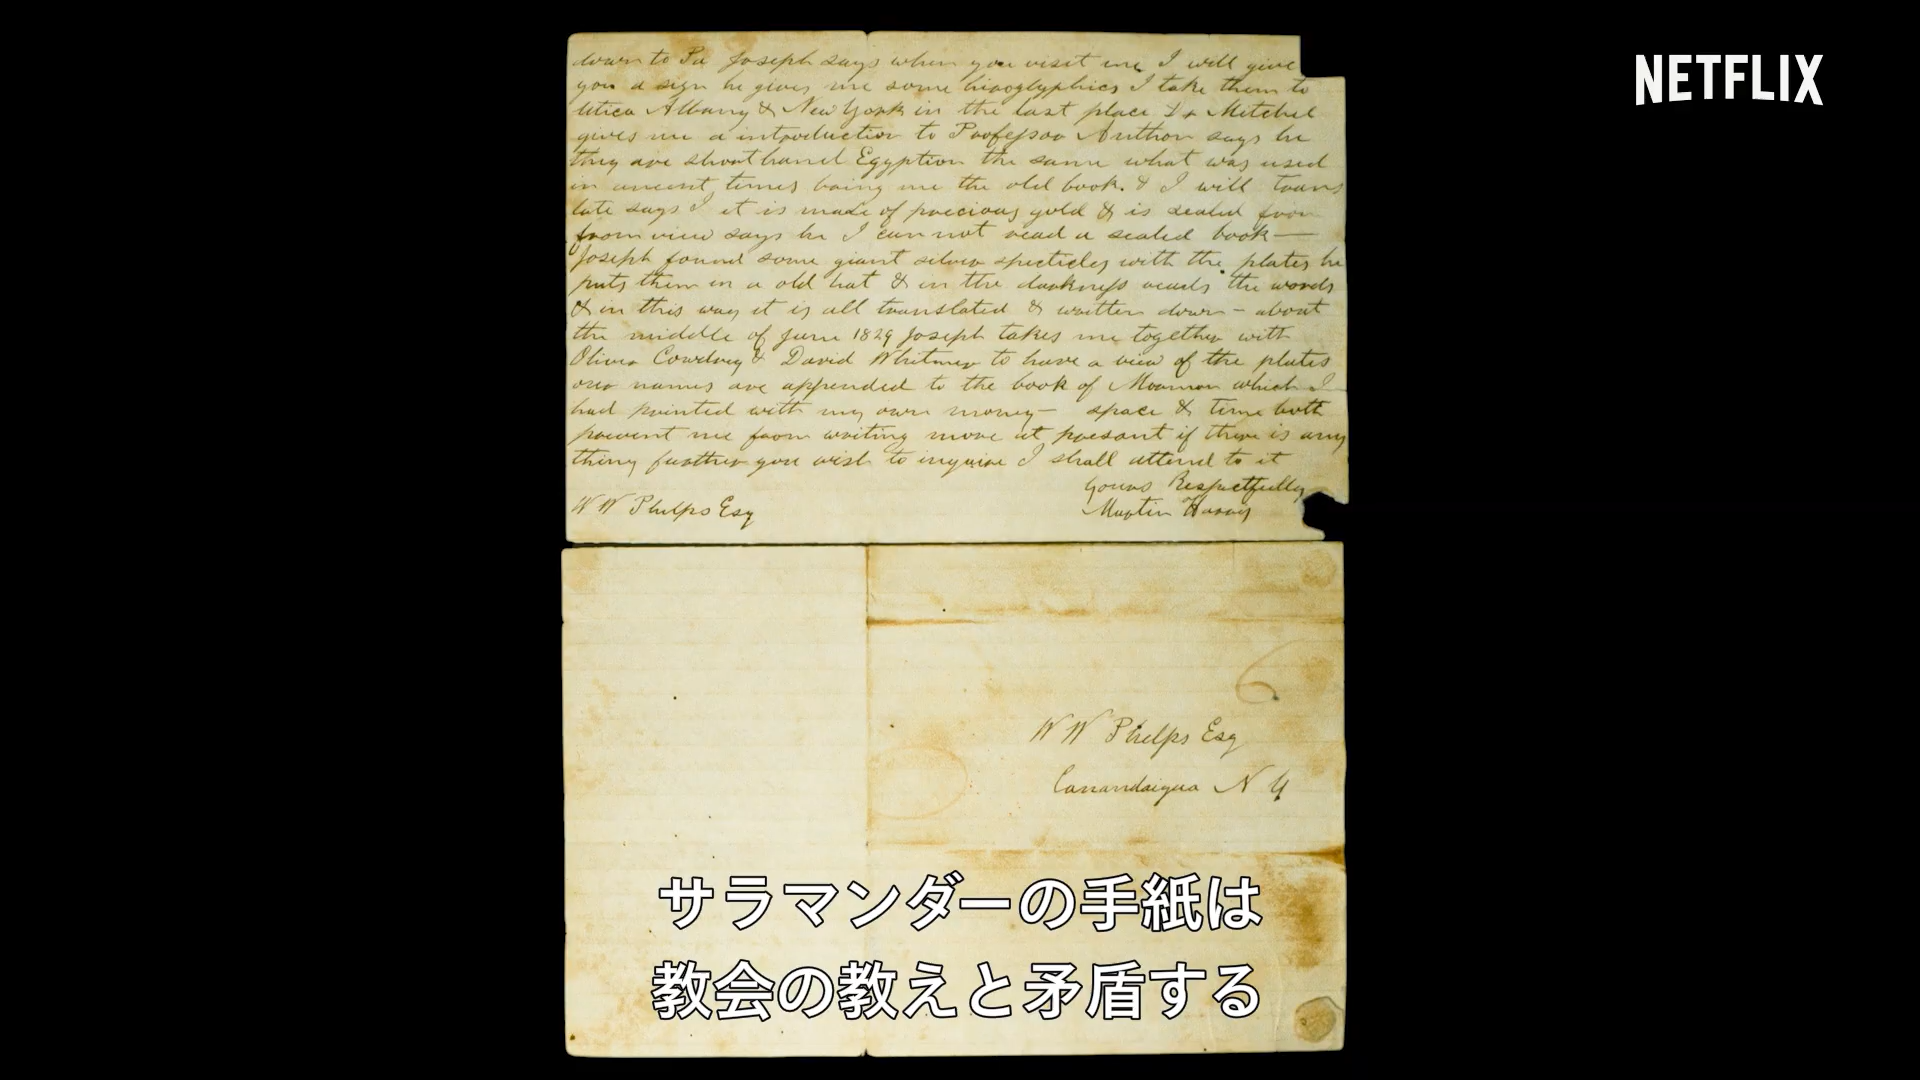 NETFLIX
down to Pa Joseph says when you visit me I will give
you a sign he gives me some hiroglyphics I take them to
Utica Albany & New York in the last place Dr Mitchel
gives me a introduction to Professor Anthon says he
they are short hand Egyption the same what was used
in ancent times bring me the old book & I will trans
late says I it is made of precious gold & is sealed from
from view says he I can not read a sealed book—
Joseph found some giant silver specticles with the plates he
puts them in a old hat & in the darkness reads the words
& in this way it is all translated & written down – about
the middle of June 1829 Joseph takes me together with
Oliver Cowdrey & David Whitmer to have a view of the plates
our names are appended to the book of Mormon which I
had printed with my own money – space & time both
prevent me from writing more at presant if there is any
thing further you wish to inquire I shall attend to it
Yours Respectfully
W W Phelps Esq Martin Harris
6
W W Phelps Esq
Canandaigua N Y
サラマンダーの手紙は
教会の教えと矛盾する